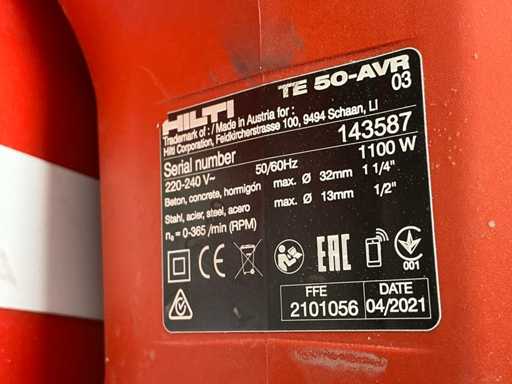 HILTI TE 50-AVR
03
Trademark of : / Made in Austria for :
Hilti Corporation, Feldkircherstrasse 100, 9494 Schaan, LI
Serial number 143587
220-240 V~ 50/60Hz 1100 W
Beton, concrete, hormigón max. Ø 32mm 1 1/4"
Stahl, acier, steel, acero max. Ø 13mm 1/2"
n₀ = 0-365 /min (RPM)
CE EAC
001
FFE DATE
2101056 04/2021